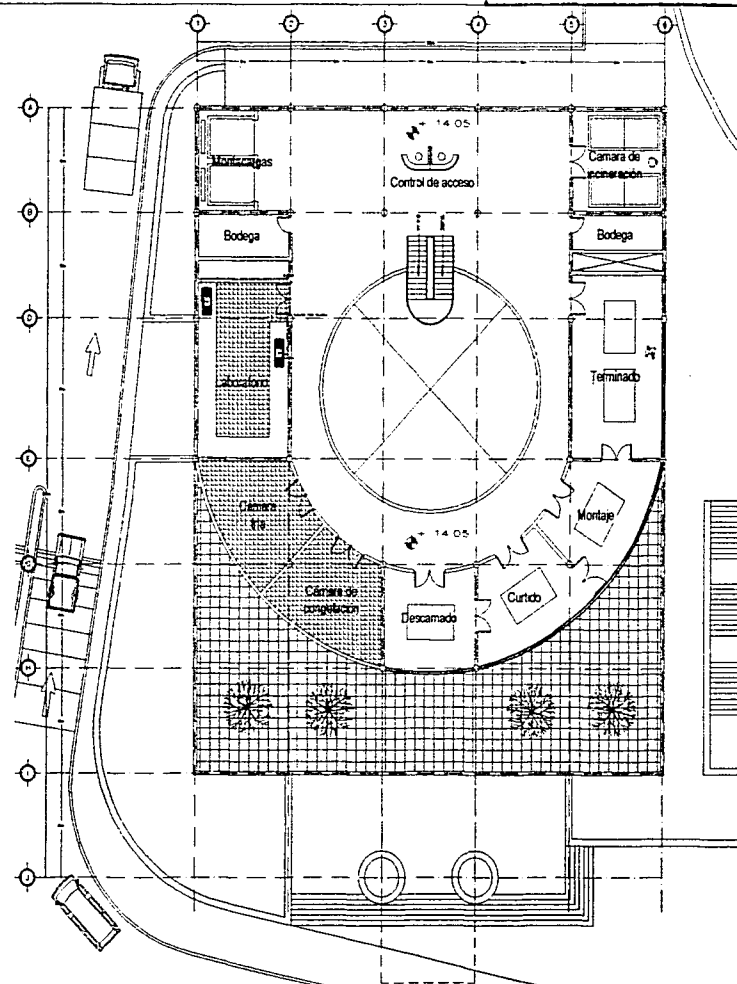 1
2
3
4
5
6
A
+ 14.05
Montacargas
Control de acceso
Camara de
incineración
B
Bodega
Bodega
D
Laboratorio
Terminado
E
Cámara
fria
Montaje
+ 14.05
Cámara de
congelación
Curtido
Descarnado
H
I
J